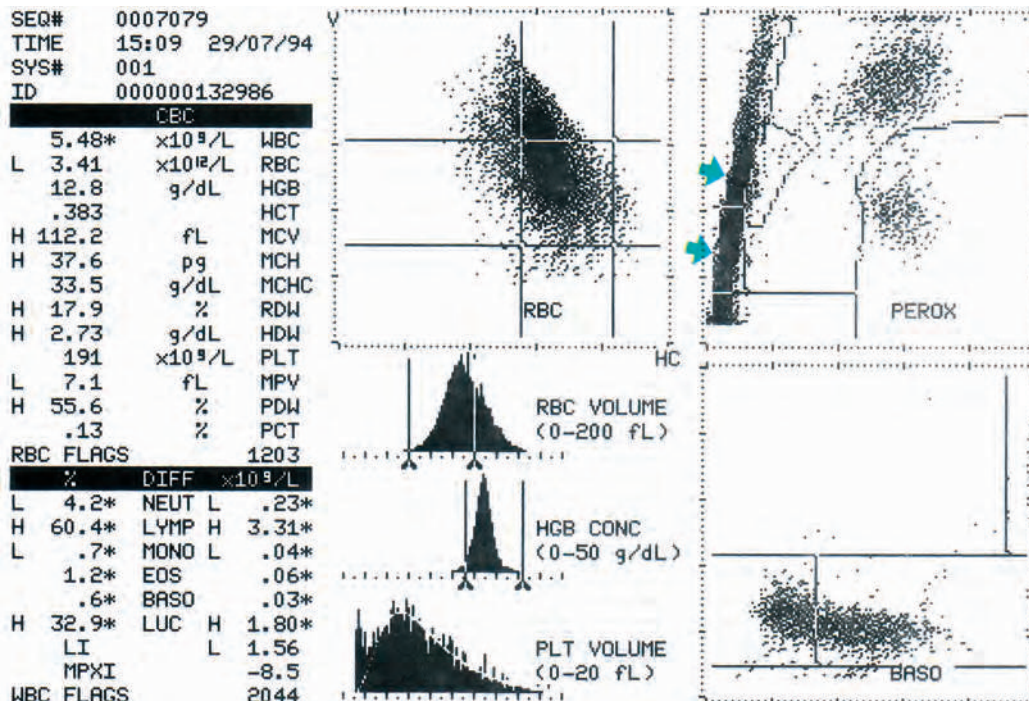 SEQ# 0007079
TIME 15:09 29/07/94
SYS# 001
ID 000000132986
CBC
5.48* x10⁹/L WBC
L 3.41 x10¹²/L RBC
12.8 g/dL HGB
.383 HCT
H 112.2 fL MCV
H 37.6 pg MCH
33.5 g/dL MCHC
H 17.9 % RDW
H 2.73 g/dL HDW
191 x10⁹/L PLT
L 7.1 fL MPV
H 55.6 % PDW
.13 % PCT
RBC FLAGS 1203
% DIFF x10⁹/L
L 4.2* NEUT L .23*
H 60.4* LYMP H 3.31*
L .7* MONO L .04*
1.2* EOS .06*
.6* BASO .03*
H 32.9* LUC H 1.80*
LI L 1.56
MPXI -8.5
WBC FLAGS 2044
V
RBC
HC
RBC VOLUME
(0-200 fL)
HGB CONC
(0-50 g/dL)
PLT VOLUME
(0-20 fL)
PEROX
BASO